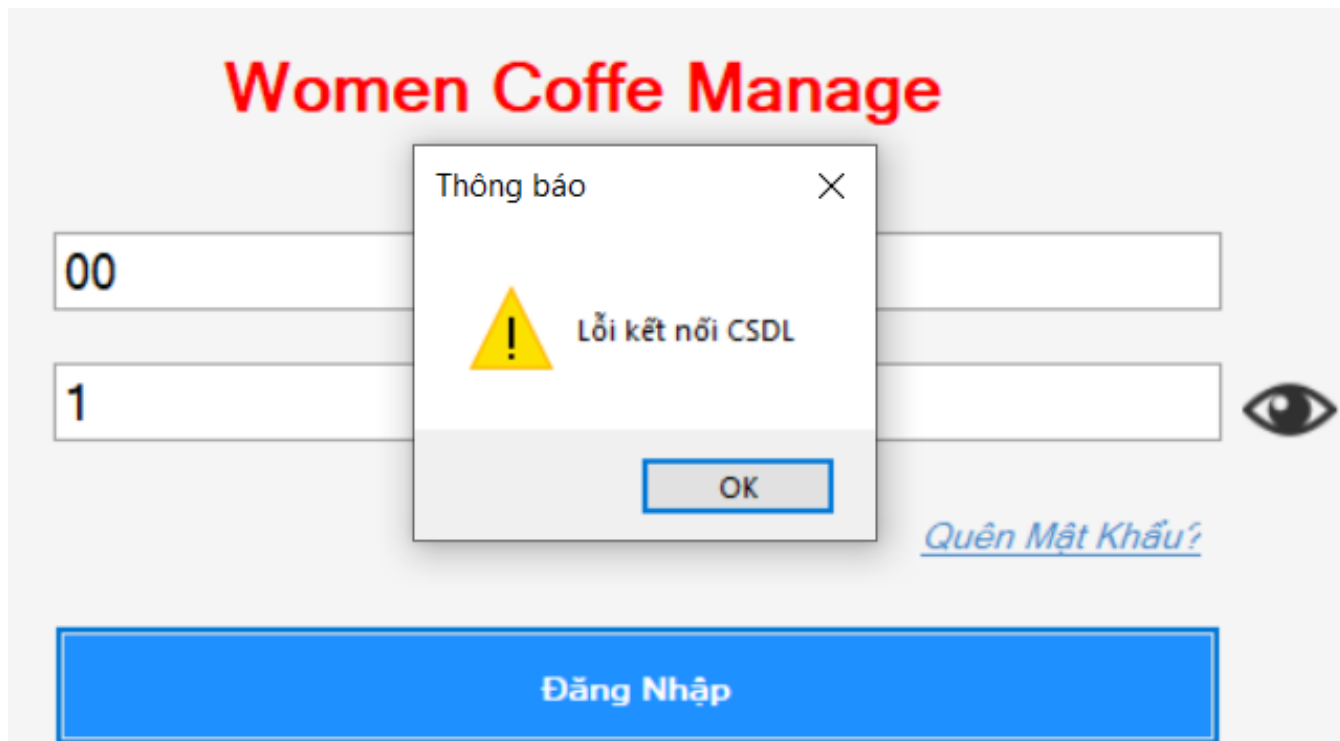 Women Coffe Manage
Thông báo
00
Lỗi kết nối CSDL
1
OK
Quên Mật Khẩu?
Đăng Nhập